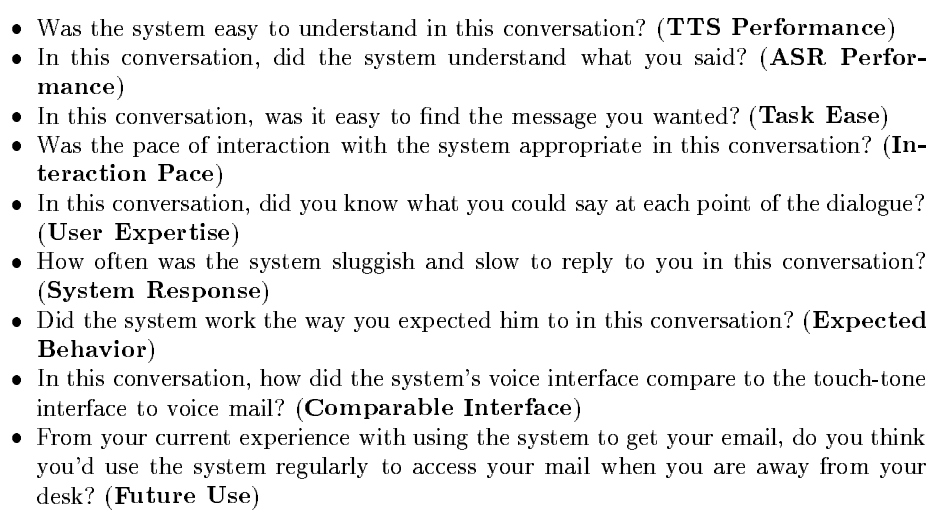 • Was the system easy to understand in this conversation? (TTS Performance)
• In this conversation, did the system understand what you said? (ASR Perfor-
mance)
• In this conversation, was it easy to find the message you wanted? (Task Ease)
• Was the pace of interaction with the system appropriate in this conversation? (In-
teraction Pace)
• In this conversation, did you know what you could say at each point of the dialogue?
(User Expertise)
• How often was the system sluggish and slow to reply to you in this conversation?
(System Response)
• Did the system work the way you expected him to in this conversation? (Expected
Behavior)
• In this conversation, how did the system's voice interface compare to the touch-tone
interface to voice mail? (Comparable Interface)
• From your current experience with using the system to get your email, do you think
you'd use the system regularly to access your mail when you are away from your
desk? (Future Use)